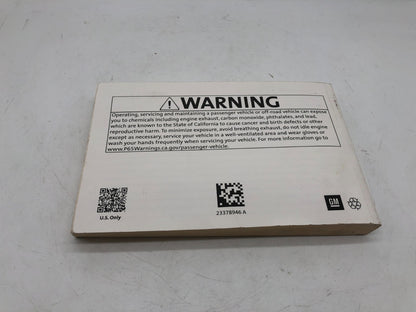 WARNING
Operating, servicing and maintaining a passenger vehicle or off-road vehicle can expose
you to chemicals including engine exhaust, carbon monoxide, phthalates, and lead,
which are known to the State of California to cause cancer and birth defects or other
reproductive harm. To minimize exposure, avoid breathing exhaust, do not idle engine
except as necessary, service your vehicle in a well-ventilated area and wear gloves or
wash your hands frequently when servicing your vehicle. For more information go to
www.P65Warnings.ca.gov/passenger-vehicle.
U.S. Only
23378946 A
GM